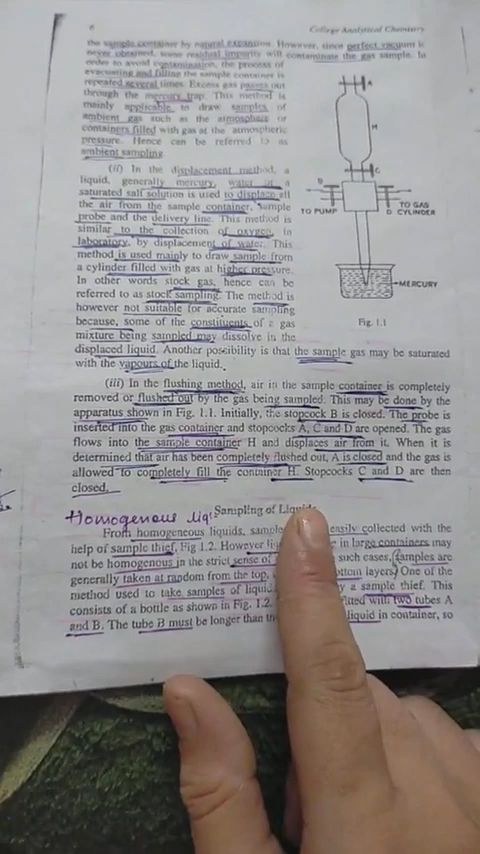 6 College Analytical Chemistry
the sample container by natural expansion. However, since perfect vacuum is
never obtained, some residual impurity will contaminate the gas sample. In
order to avoid contamination, the process of
evacuating and filling the sample container is
repeated several times. Excess gas passes out
through the mercury trap. This method is
mainly applicable to draw samples of
ambient gas such as the atmosphere or
containers filled with gas at the atmospheric
pressure. Hence can be referred to as
ambient sampling.
(ii) In the displacement method, a
liquid, generally mercury, water or a
saturated salt solution is used to displace all
the air from the sample container, sample
probe and the delivery line. This method is
similar to the collection of oxygen, in
laboratory, by displacement of water. This
method is used mainly to draw sample from
a cylinder filled with gas at higher pressure.
In other words stock gas, hence can be
referred to as stock sampling. The method is
however not suitable for accurate sampling
because, some of the constituents of a gas
mixture being sampled may dissolve in the
displaced liquid. Another possibility is that the sample gas may be saturated
with the vapours of the liquid.
A
H
C
B
TO PUMP
TO GAS
D CYLINDER
MERCURY
Fig. 1.1
(iii) In the flushing method, air in the sample container is completely
removed or flushed out by the gas being sampled. This may be done by the
apparatus shown in Fig. 1.1. Initially, the stopcock B is closed. The probe is
inserted into the gas container and stopcocks A, C and D are opened. The gas
flows into the sample container H and displaces air from it. When it is
determined that air has been completely flushed out, A is closed and the gas is
allowed to completely fill the container H. Stopcocks C and D are then
closed.
Homogenous liq:
Sampling of Liquids
From homogeneous liquids, sample easily collected with the
help of sample thief, Fig 1.2. However in large containers may
not be homogenous in the strict sense of such cases, samples are
generally taken at random from the top, bottom layers. One of the
method used to take samples of liquid by a sample thief. This
consists of a bottle as shown in Fig. 1.2. fitted with two tubes A
and B. The tube B must be longer than liquid in container, so